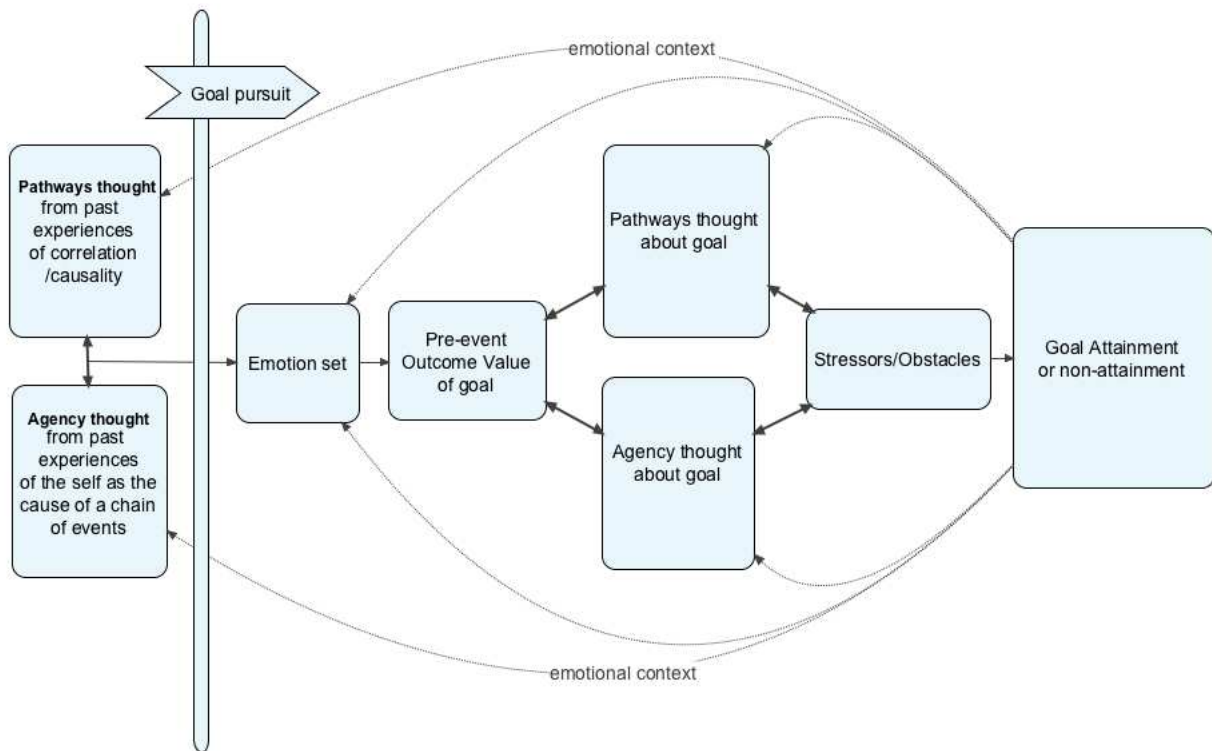 emotional context
Goal pursuit
Pathways thought
from past
experiences
of correlation
/causality
Agency thought
from past
experiences
of the self as the
cause of a chain
of events
Emotion set
Pre-event
Outcome Value
of goal
Pathways thought
about goal
Agency thought
about goal
Stressors/Obstacles
Goal Attainment
or non-attainment
emotional context